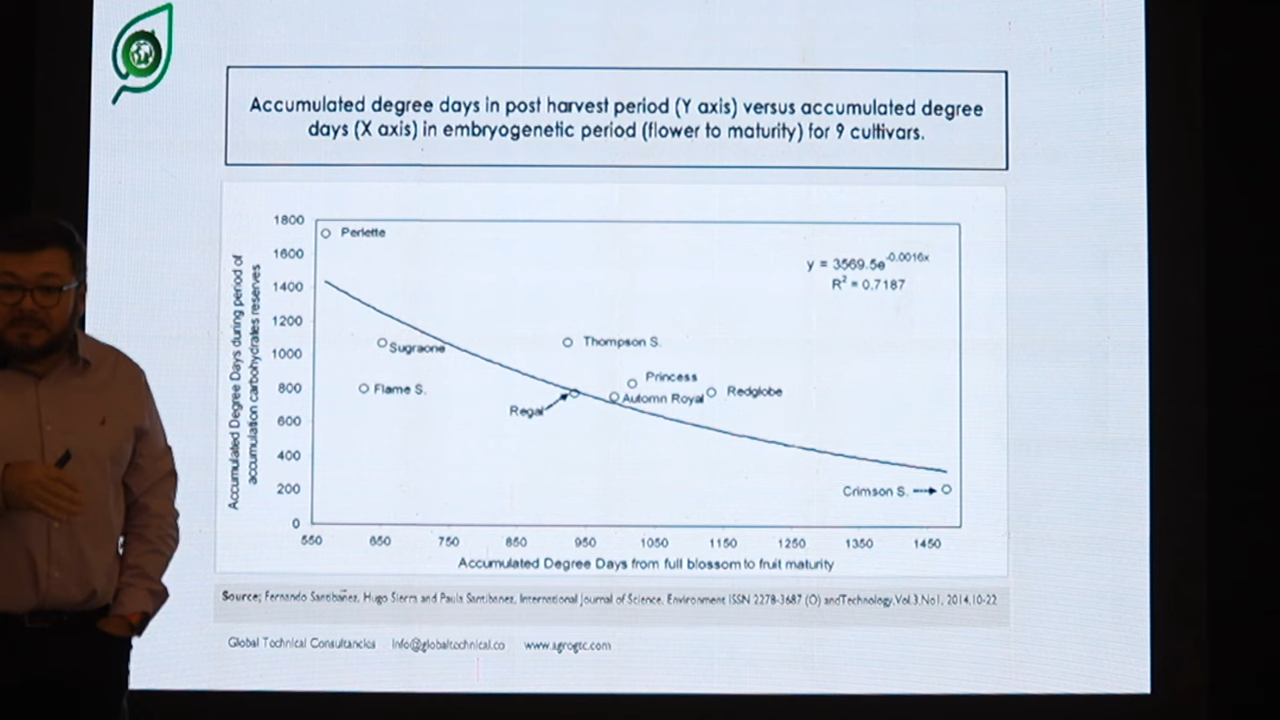 Accumulated degree days in post harvest period (Y axis) versus accumulated degree
days (X axis) in embryogenetic period (flower to maturity) for 9 cultivars.
Accumulated Degree Days during period of
accumulation carbohydrates reserves
1800
1600
1400
1200
1000
800
600
400
200
0
Perlette
y = 3569.5e^-0.0016x
R² = 0.7187
Sugraone
Thompson S.
Flame S.
Princess
Redglobe
Automn Royal
Regal
Crimson S.
550 650 750 850 950 1050 1150 1250 1350 1450
Accumulated Degree Days from full blossom to fruit maturity
Source; Fernando Santibañez, Hugo Sierra and Paula Santibanez, International Journal of Science, Environment ISSN 2278-3687 (O) andTechnology,Vol.3,No1, 2014,10-22
Global Technical Consultancies info@globaltechnical.co www.agrogtc.com